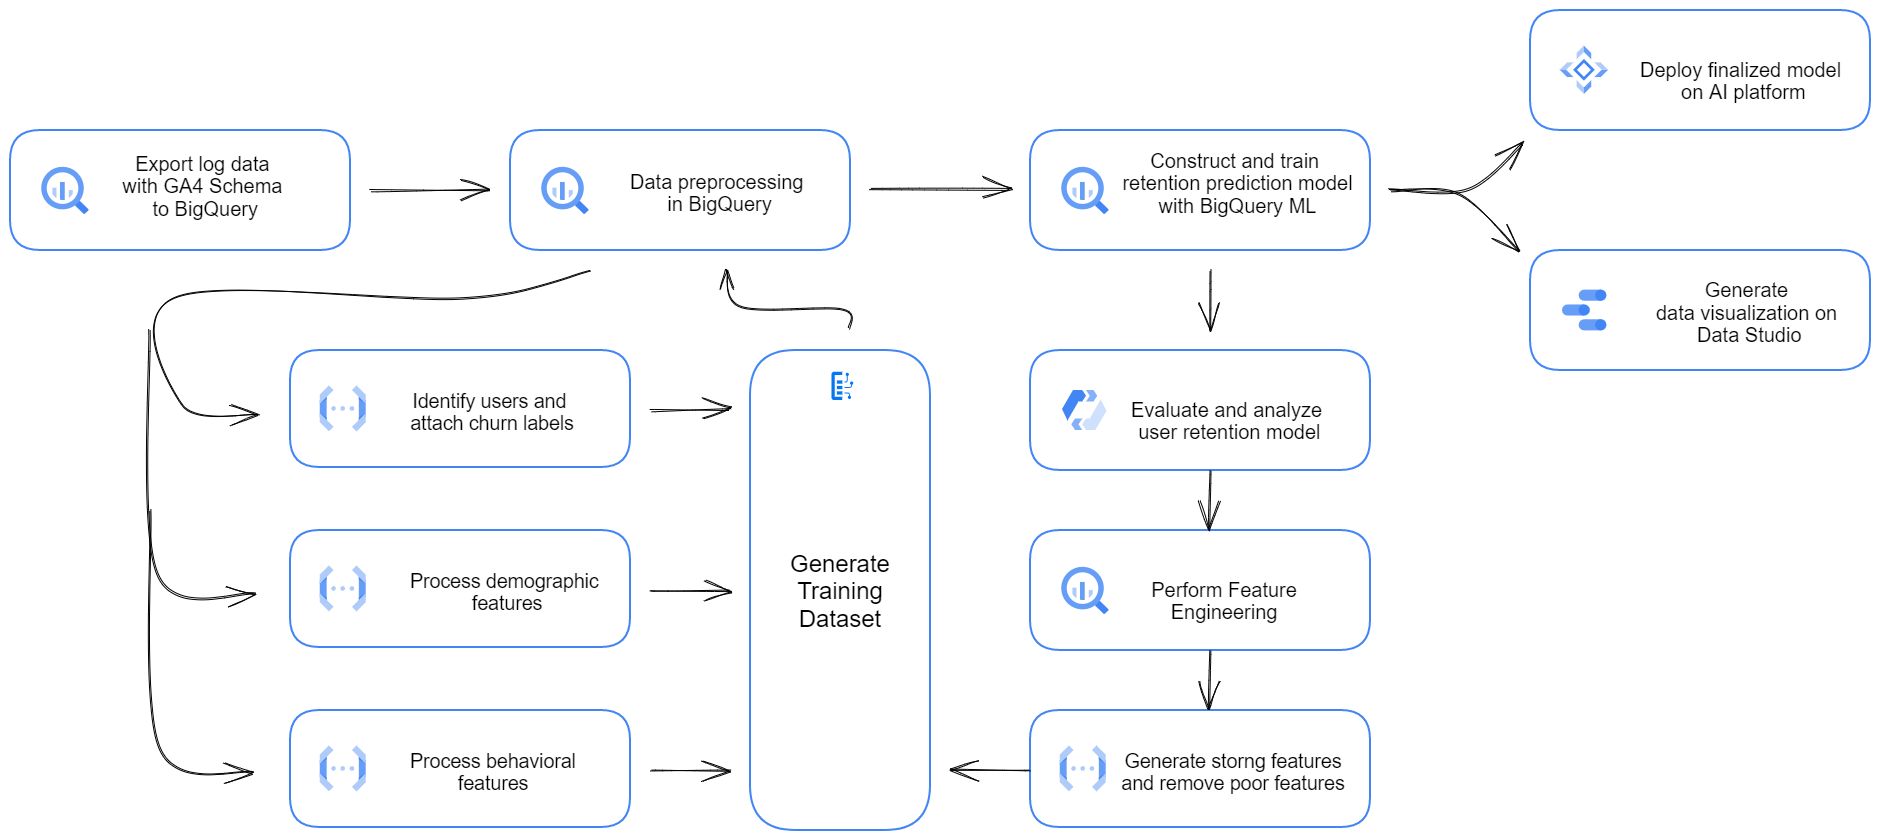 Export log data
with GA4 Schema
to BigQuery
Data preprocessing
in BigQuery
Construct and train
retention prediction model
with BigQuery ML
Deploy finalized model
on AI platform
Generate
data visualization on
Data Studio
Identify users and
attach churn labels
Process demographic
features
Process behavioral
features
Generate
Training
Dataset
Evaluate and analyze
user retention model
Perform Feature
Engineering
Generate storng features
and remove poor features